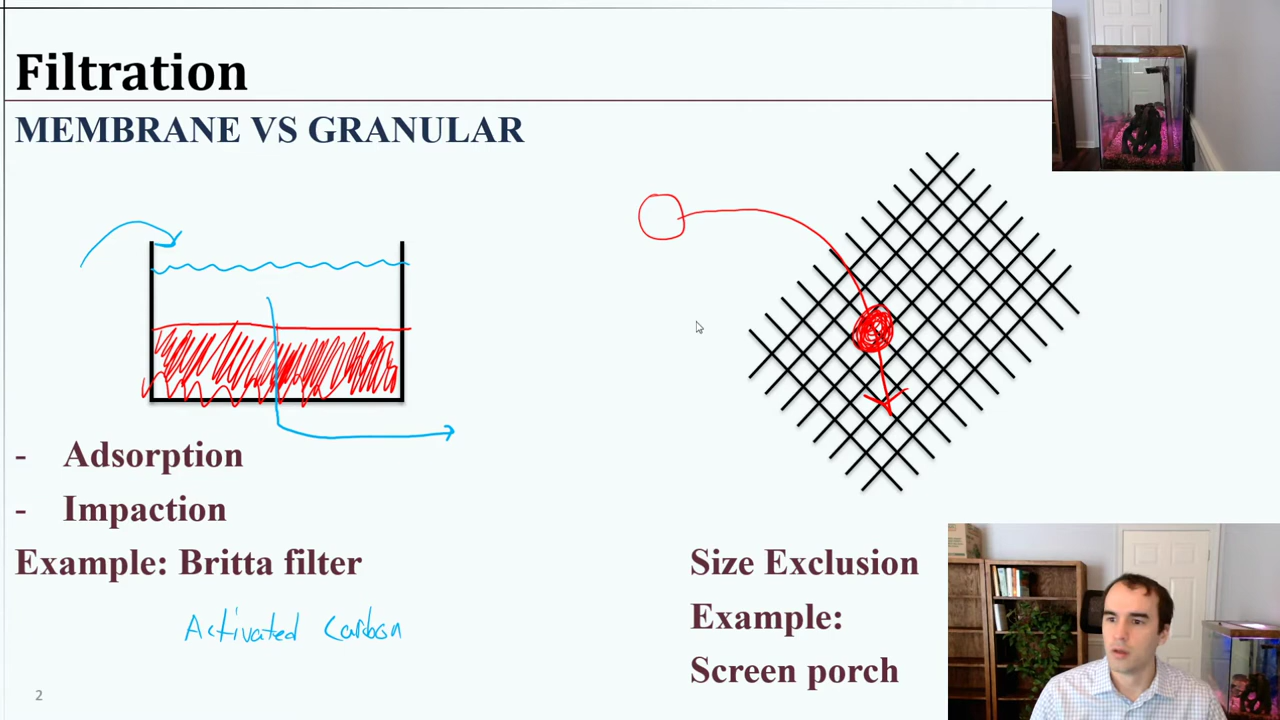 Filtration
MEMBRANE VS GRANULAR
- Adsorption
- Impaction
Example: Britta filter
Activated Carbon
Size Exclusion
Example:
Screen porch
2